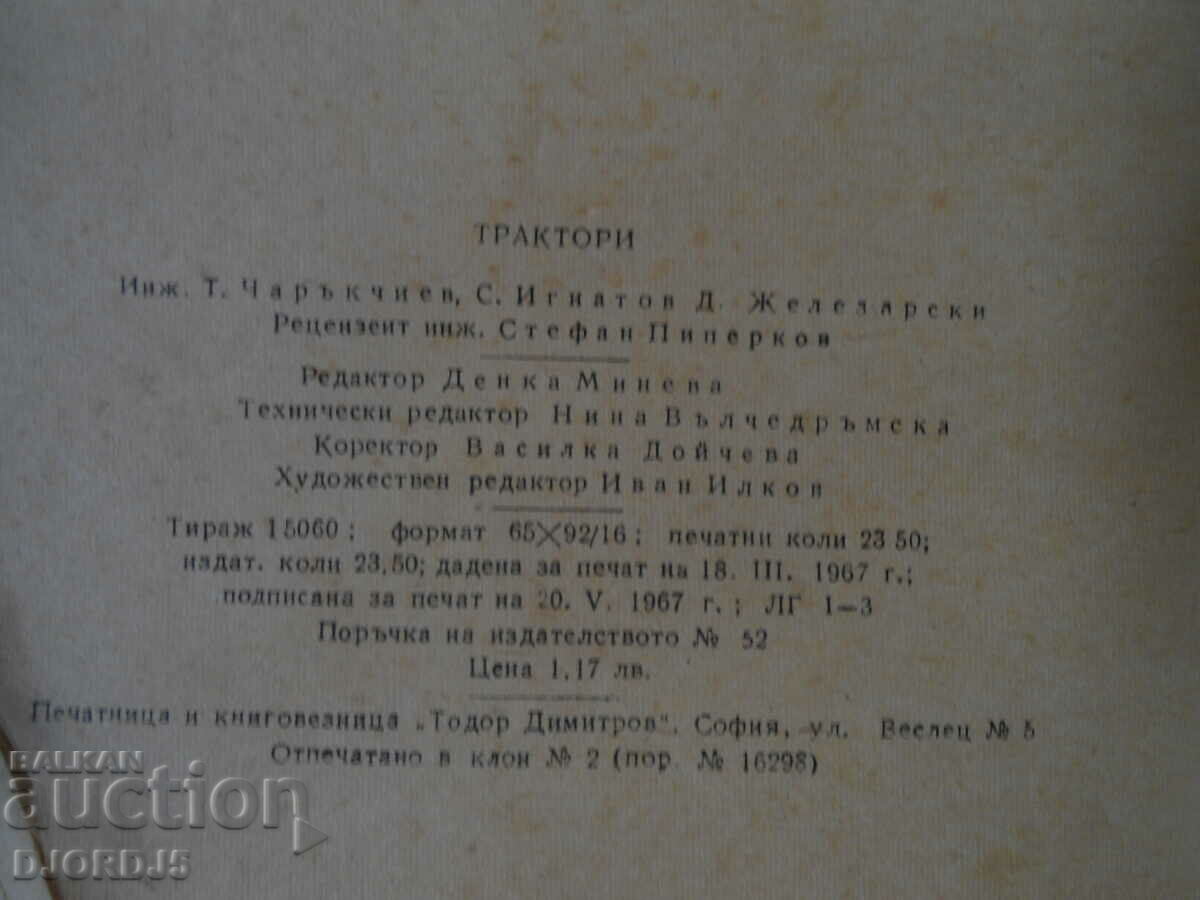 ТРАКТОРИ
Инж. Т. Чаръкчиев, С. Игнатов Д. Железарски
Рецензент инж. Стефан Пиперков
Редактор Денка Минева
Технически редактор Нина Вълчедръмска
Коректор Василка Дойчева
Художествен редактор Иван Илков
Тираж 15060; формат 65×92/16; печатни коли 23 50;
издат. коли 23,50; дадена за печат на 18. III. 1967 г.;
подписана за печат на 20. V. 1967 г.; ЛГ 1—3
Поръчка на издателството № 52
Цена 1,17 лв.
Печатница и книговезница „Тодор Димитров“, София, ул. Веслец № 5
Отпечатано в клон № 2 (пор. № 16298)
BALKAN
auction
DJORDJ5